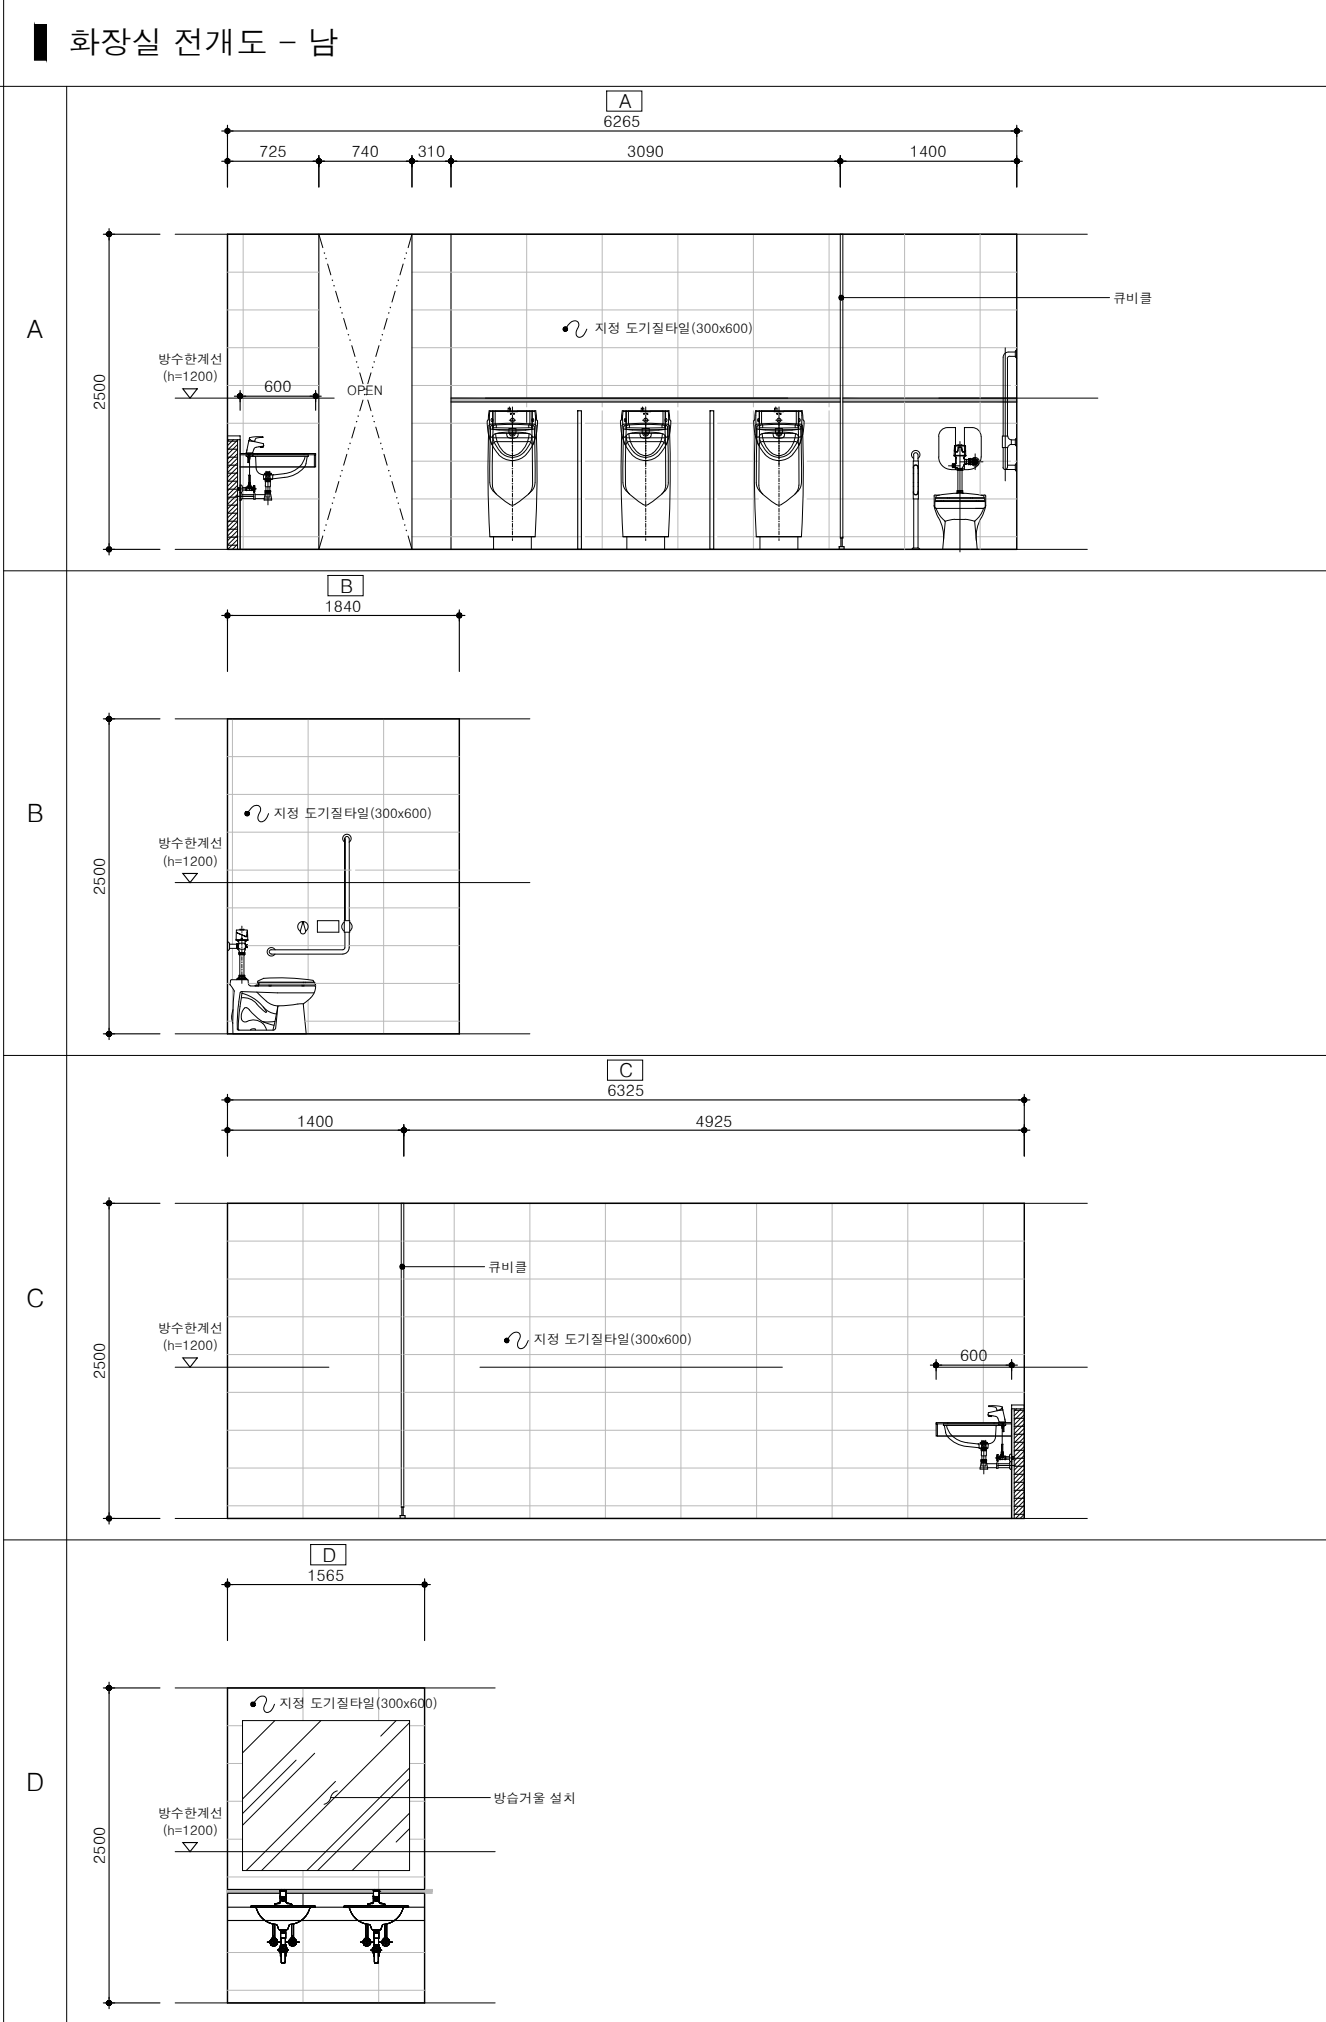 화장실 전개도 – 남
A
A
6265
725 740 310 3090 1400
큐비클
지정 도기질타일(300x600)
방수한계선
(h=1200)
600
OPEN
2500
B
B
1840
지정 도기질타일(300x600)
방수한계선
(h=1200)
2500
C
C
6325
1400 4925
큐비클
방수한계선
(h=1200)
지정 도기질타일(300x600)
600
2500
D
D
1565
지정 도기질타일(300x600)
방습거울 설치
방수한계선
(h=1200)
2500